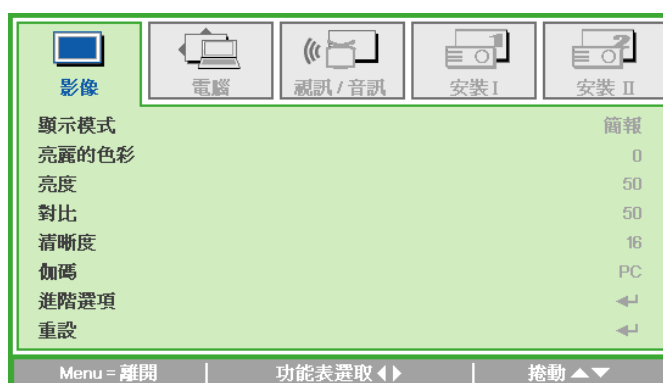 影像 電腦 視訊 / 音訊 安裝 I 安裝 II
顯示模式 簡報
亮麗的色彩 0
亮度 50
對比 50
清晰度 16
伽碼 PC
進階選項
重設
Menu = 離開 功能表選取 捲動